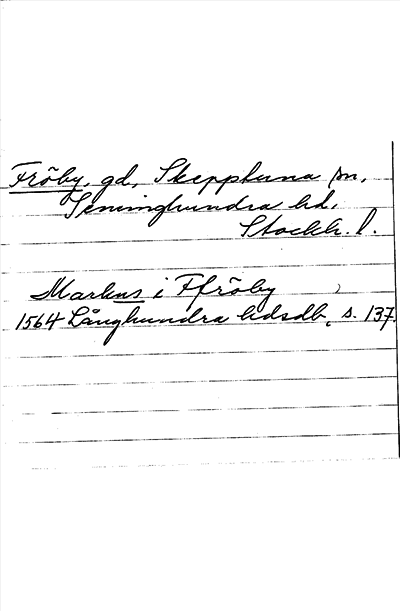 Fröby, gd, Skepptuna sn,
Seminghundra hd,
Stockh. l.
Markus i Ffröby
1564 Långhundra hdsdb, s. 137.